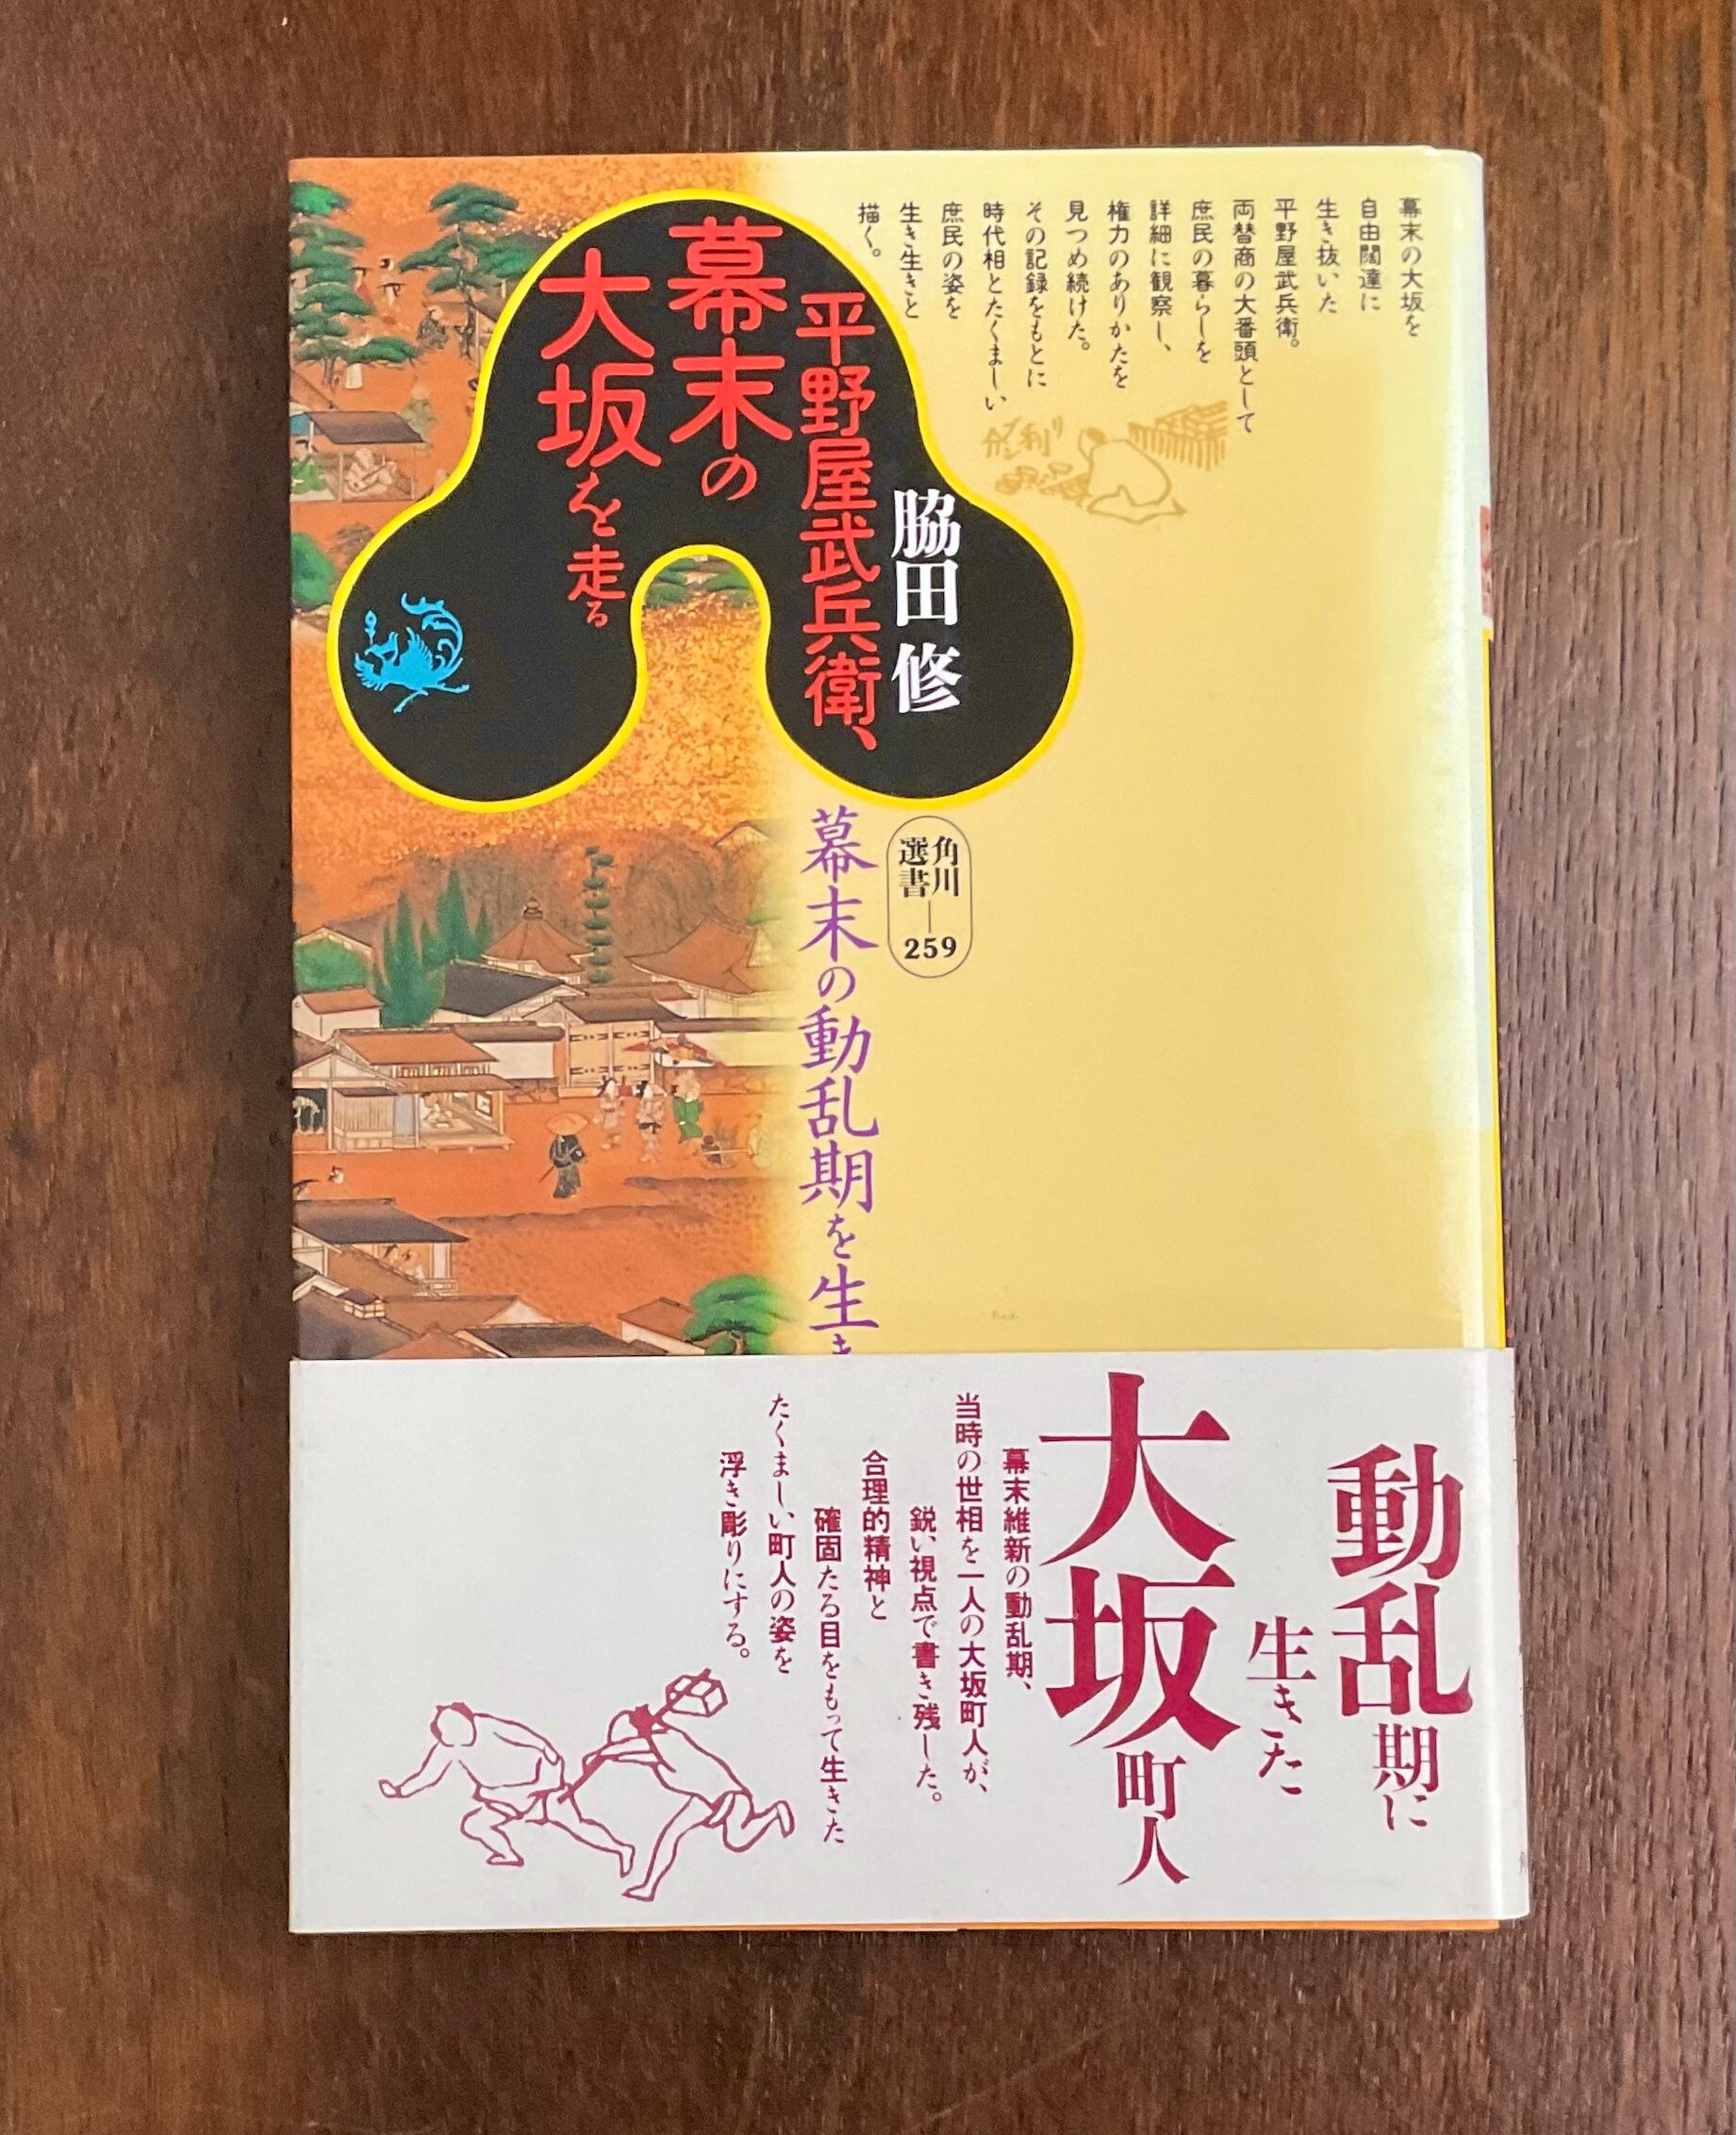 幕末の大坂を
自由闊達に
生き抜いた
平野屋武兵衛。
両替商の大番頭として
庶民の暮らしを
詳細に観察し、
権力のありかたを
見つめ続けた。
その記録をもとに
時代相とたくましい
庶民の姿を
生き生きと
描く。
脇田 修
平野屋武兵衛、
幕末の
大坂を走る
角川
選書
259
幕末の動乱期を生き
動乱期に
生きた
大坂町人
幕末維新の動乱期、
当時の世相を一人の大坂町人が、
鋭い視点で書き残した。
合理的精神と
確固たる目をもって生きた
たくましい町人の姿を
浮き彫りにする。